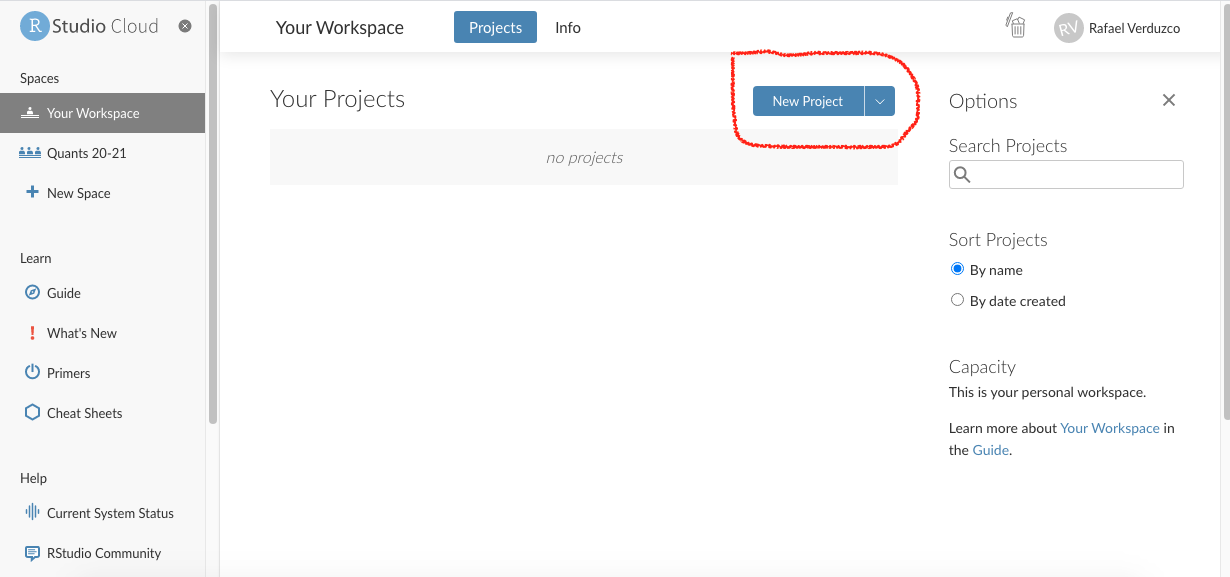 R Studio Cloud
Spaces
Your Workspace
Quants 20-21
New Space
Learn
Guide
What's New
Primers
Cheat Sheets
Help
Current System Status
RStudio Community
Your Workspace
Projects
Info
RV
Rafael Verduzco
Your Projects
New Project
no projects
Options
Search Projects
Sort Projects
By name
By date created
Capacity
This is your personal workspace.
Learn more about Your Workspace in
the Guide.